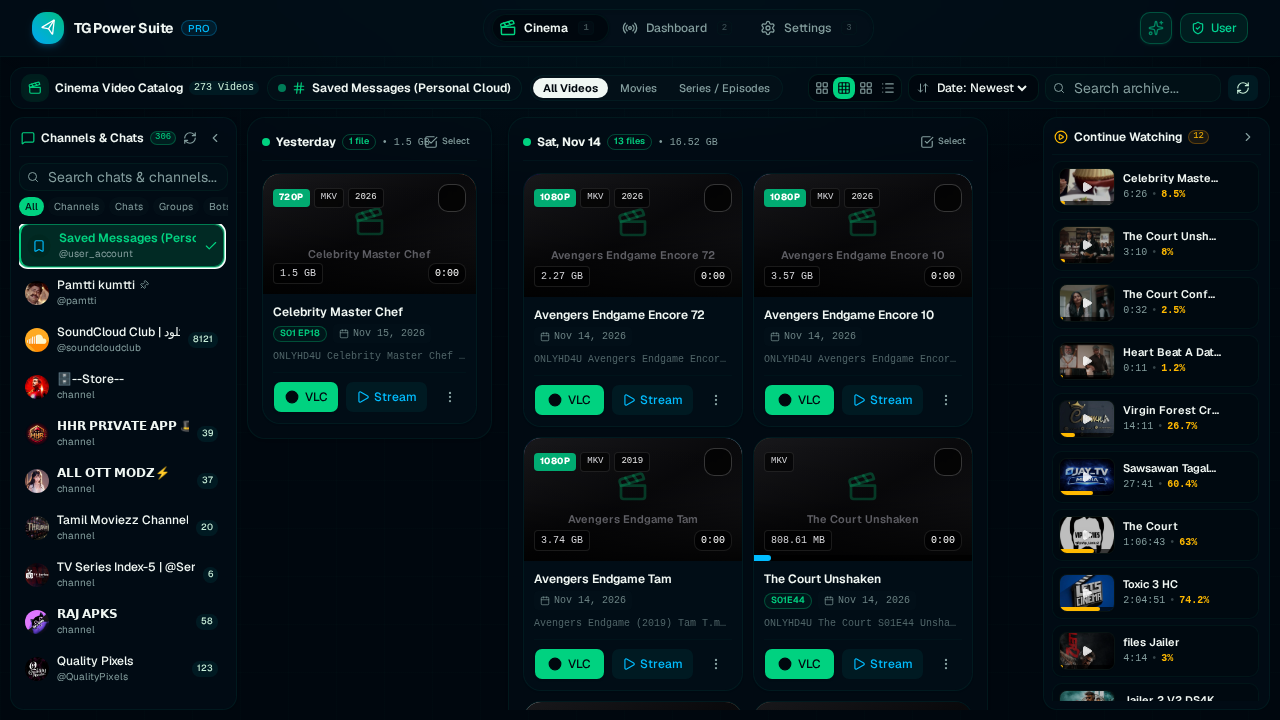 TG Power Suite PRO
Cinema 1
Dashboard 2
Settings 3
User
Cinema Video Catalog 273 Videos
Saved Messages (Personal Cloud)
All Videos
Movies
Series / Episodes
Date: Newest
Search archive...
Channels & Chats 306
Search chats & channels...
All
Channels
Chats
Groups
Bots
Saved Messages (Perso
@user_account
Pamtti kumtti
@pamtti
SoundCloud Club | دانلود
@soundcloudclub
8121
--Store--
channel
HHR PRIVATE APP
channel
39
ALL OTT MODZ⚡
channel
37
Tamil Moviezz Channel
channel
20
TV Series Index-5 | @Ser
channel
6
RAJ APKS
channel
58
Quality Pixels
@QualityPixels
123
Yesterday 1 file • 1.5 GB Select
720P MKV 2026
Celebrity Master Chef
1.5 GB 0:00
Celebrity Master Chef
S01 EP18 Nov 15, 2026
ONLYHD4U Celebrity Master Chef …
VLC Stream
Sat, Nov 14 13 files • 16.52 GB Select
1080P MKV 2026
Avengers Endgame Encore 72
2.27 GB 0:00
Avengers Endgame Encore 72
Nov 14, 2026
ONLYHD4U Avengers Endgame Encor…
VLC Stream
1080P MKV 2026
Avengers Endgame Encore 10
3.57 GB 0:00
Avengers Endgame Encore 10
Nov 14, 2026
ONLYHD4U Avengers Endgame Encor…
VLC Stream
1080P MKV 2019
Avengers Endgame Tam
3.74 GB 0:00
Avengers Endgame Tam
Nov 14, 2026
Avengers Endgame (2019) Tam T.m…
VLC Stream
MKV
The Court Unshaken
808.61 MB 0:00
The Court Unshaken
S01E44 Nov 14, 2026
ONLYHD4U The Court S01E44 Unsha…
VLC Stream
Continue Watching 12
Celebrity Maste…
6:26 • 8.5%
The Court Unsh…
3:10 • 8%
The Court Conf…
0:32 • 2.5%
Heart Beat A Dat…
0:11 • 1.2%
Virgin Forest Cr…
14:11 • 26.7%
Sawsawan Tagal…
27:41 • 60.4%
The Court
1:06:43 • 63%
Toxic 3 HC
2:04:51 • 74.2%
files Jailer
4:14 • 3%
Jailer 2 V2 DS4K